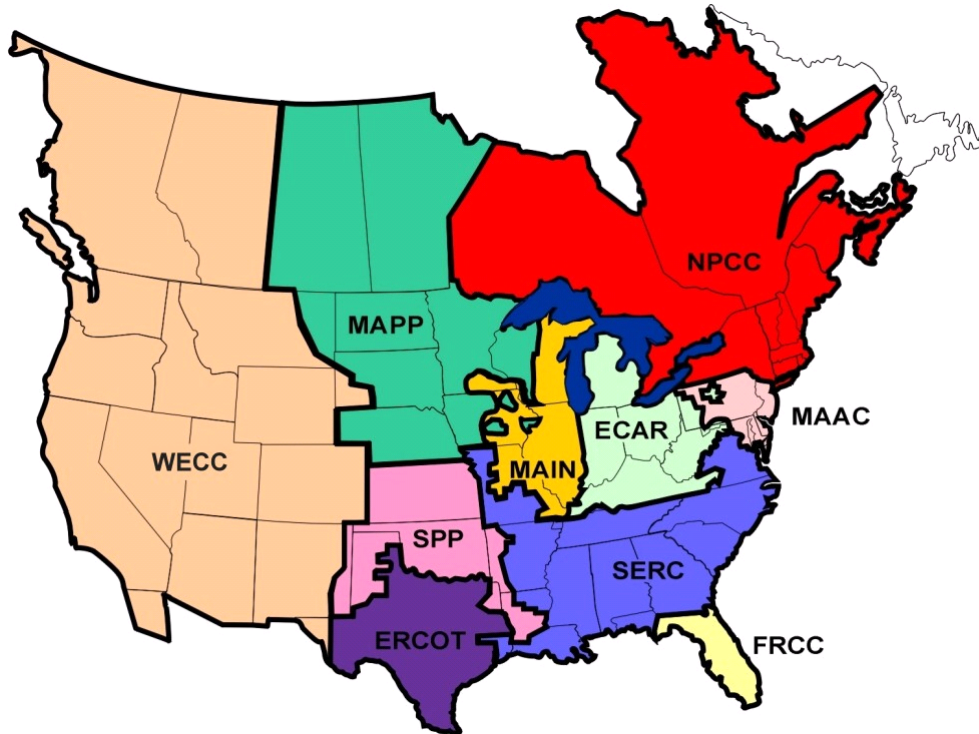 NPCC
MAPP
MAAC
ECAR
WECC
MAIN
SPP
SERC
ERCOT
FRCC